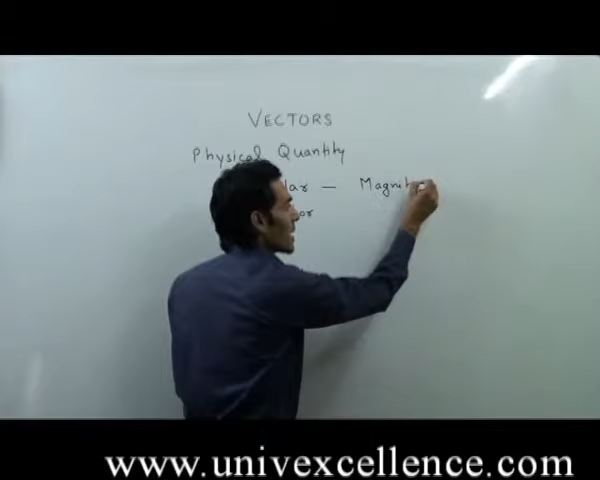 VECTORS
Physical Quantity
lar — Magnit
or
www.univexcellence.com